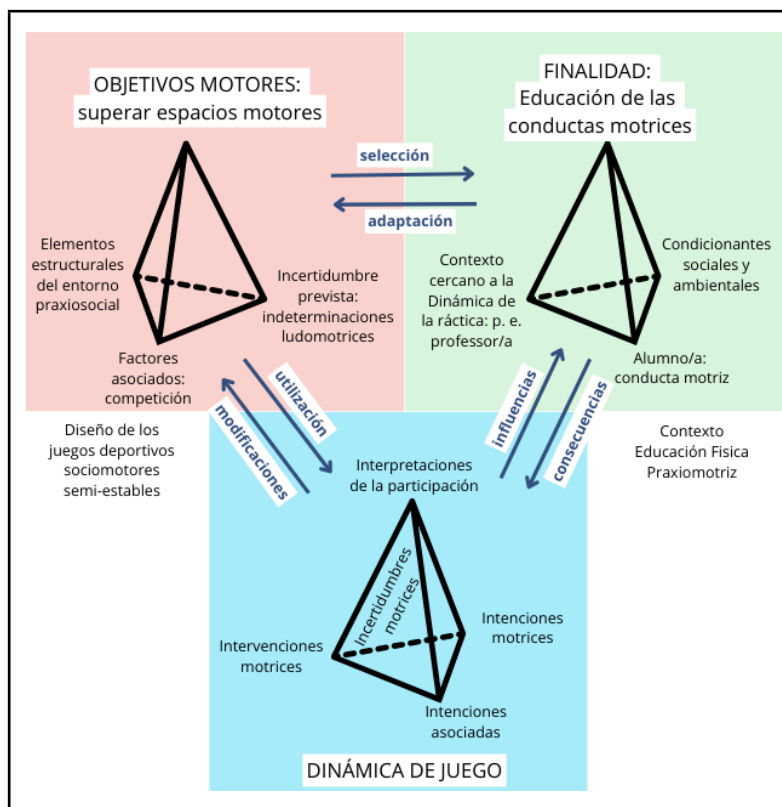 OBJETIVOS MOTORES:
superar espacios motores
FINALIDAD:
Educación de las
conductas motrices
selección
adaptación
Elementos
estructurales
del entorno
praxiosocial
Incertidumbre
prevista:
indeterminaciones
ludomotrices
Factores
asociados:
competición
Contexto
cercano a la
Dinámica de
la ráctica: p. e.
professor/a
Condicionantes
sociales y
ambientales
Alumno/a:
conducta motriz
utilización
modificaciones
influencias
consecuencias
Diseño de los
juegos deportivos
sociomotores
semi-estables
Contexto
Educación Fisica
Praxiomotriz
Interpretaciones
de la participación
Incertidumbres
motrices
Intervenciones
motrices
Intenciones
motrices
Intenciones
asociadas
DINÁMICA DE JUEGO